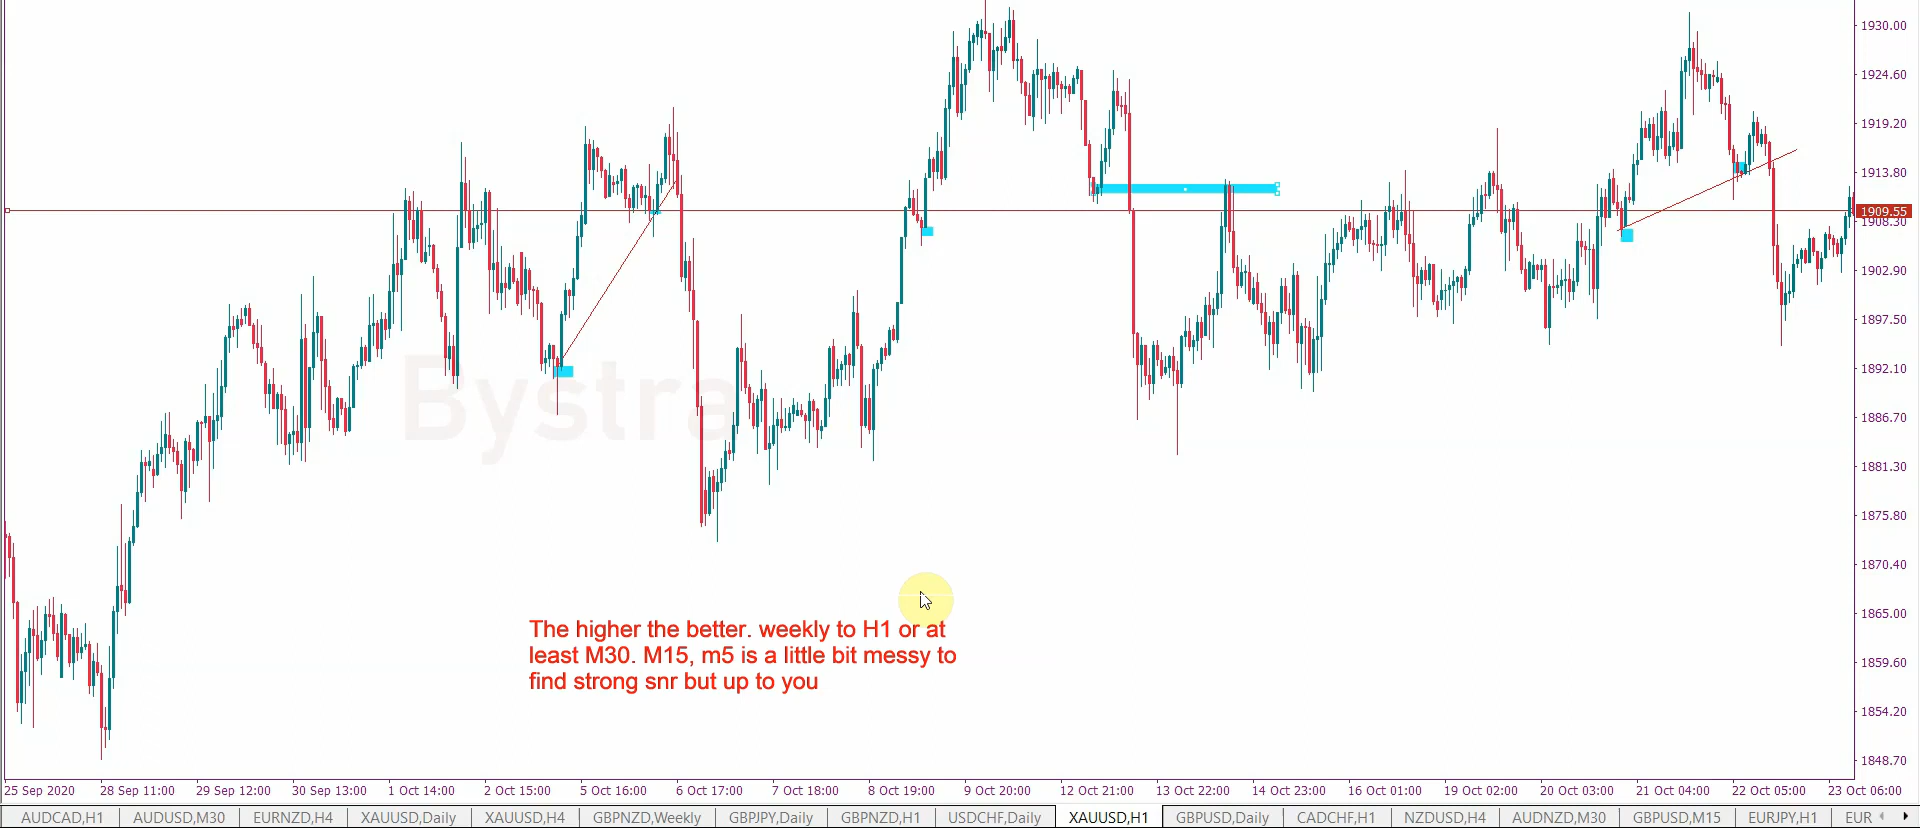 1930.00
1924.60
1919.20
1913.80
1909.55
1908.30
1902.90
1897.50
1892.10
1886.70
1881.30
1875.80
1870.40
1865.00
1859.60
1854.20
1848.70
Bystra
The higher the better. weekly to H1 or at
least M30. M15, m5 is a little bit messy to
find strong snr but up to you
25 Sep 2020 28 Sep 11:00 29 Sep 12:00 30 Sep 13:00 1 Oct 14:00 2 Oct 15:00 5 Oct 16:00 6 Oct 17:00 7 Oct 18:00 8 Oct 19:00 9 Oct 20:00 12 Oct 21:00 13 Oct 22:00 14 Oct 23:00 16 Oct 01:00 19 Oct 02:00 20 Oct 03:00 21 Oct 04:00 22 Oct 05:00 23 Oct 06:00
AUDCAD,H1 AUDUSD,M30 EURNZD,H4 XAUUSD,Daily XAUUSD,H4 GBPNZD,Weekly GBPJPY,Daily GBPNZD,H1 USDCHF,Daily XAUUSD,H1 GBPUSD,Daily CADCHF,H1 NZDUSD,H4 AUDNZD,M30 GBPUSD,M15 EURJPY,H1 EUR